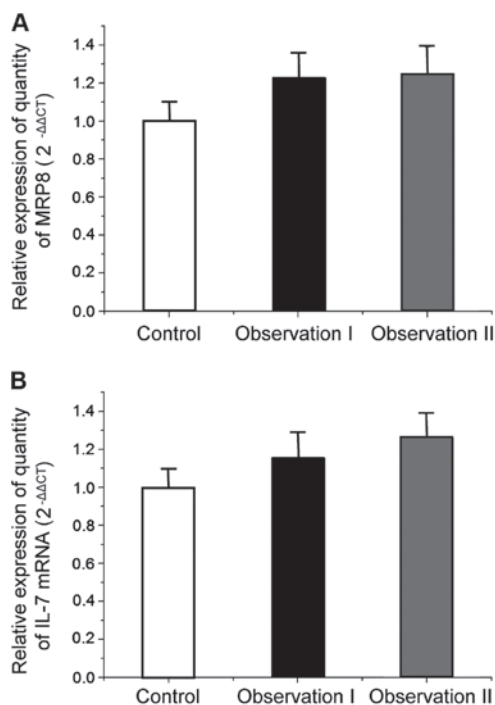 A
Relative expression of quantity
of MRP8 (2 -ΔΔCT)
1.4
1.2
1.0
0.8
0.6
0.4
0.2
0.0
Control Observation I Observation II
B
Relative expression of quantity
of IL-7 mRNA (2-ΔΔCT)
1.4
1.2
1.0
0.8
0.6
0.4
0.2
0.0
Control Observation I Observation II